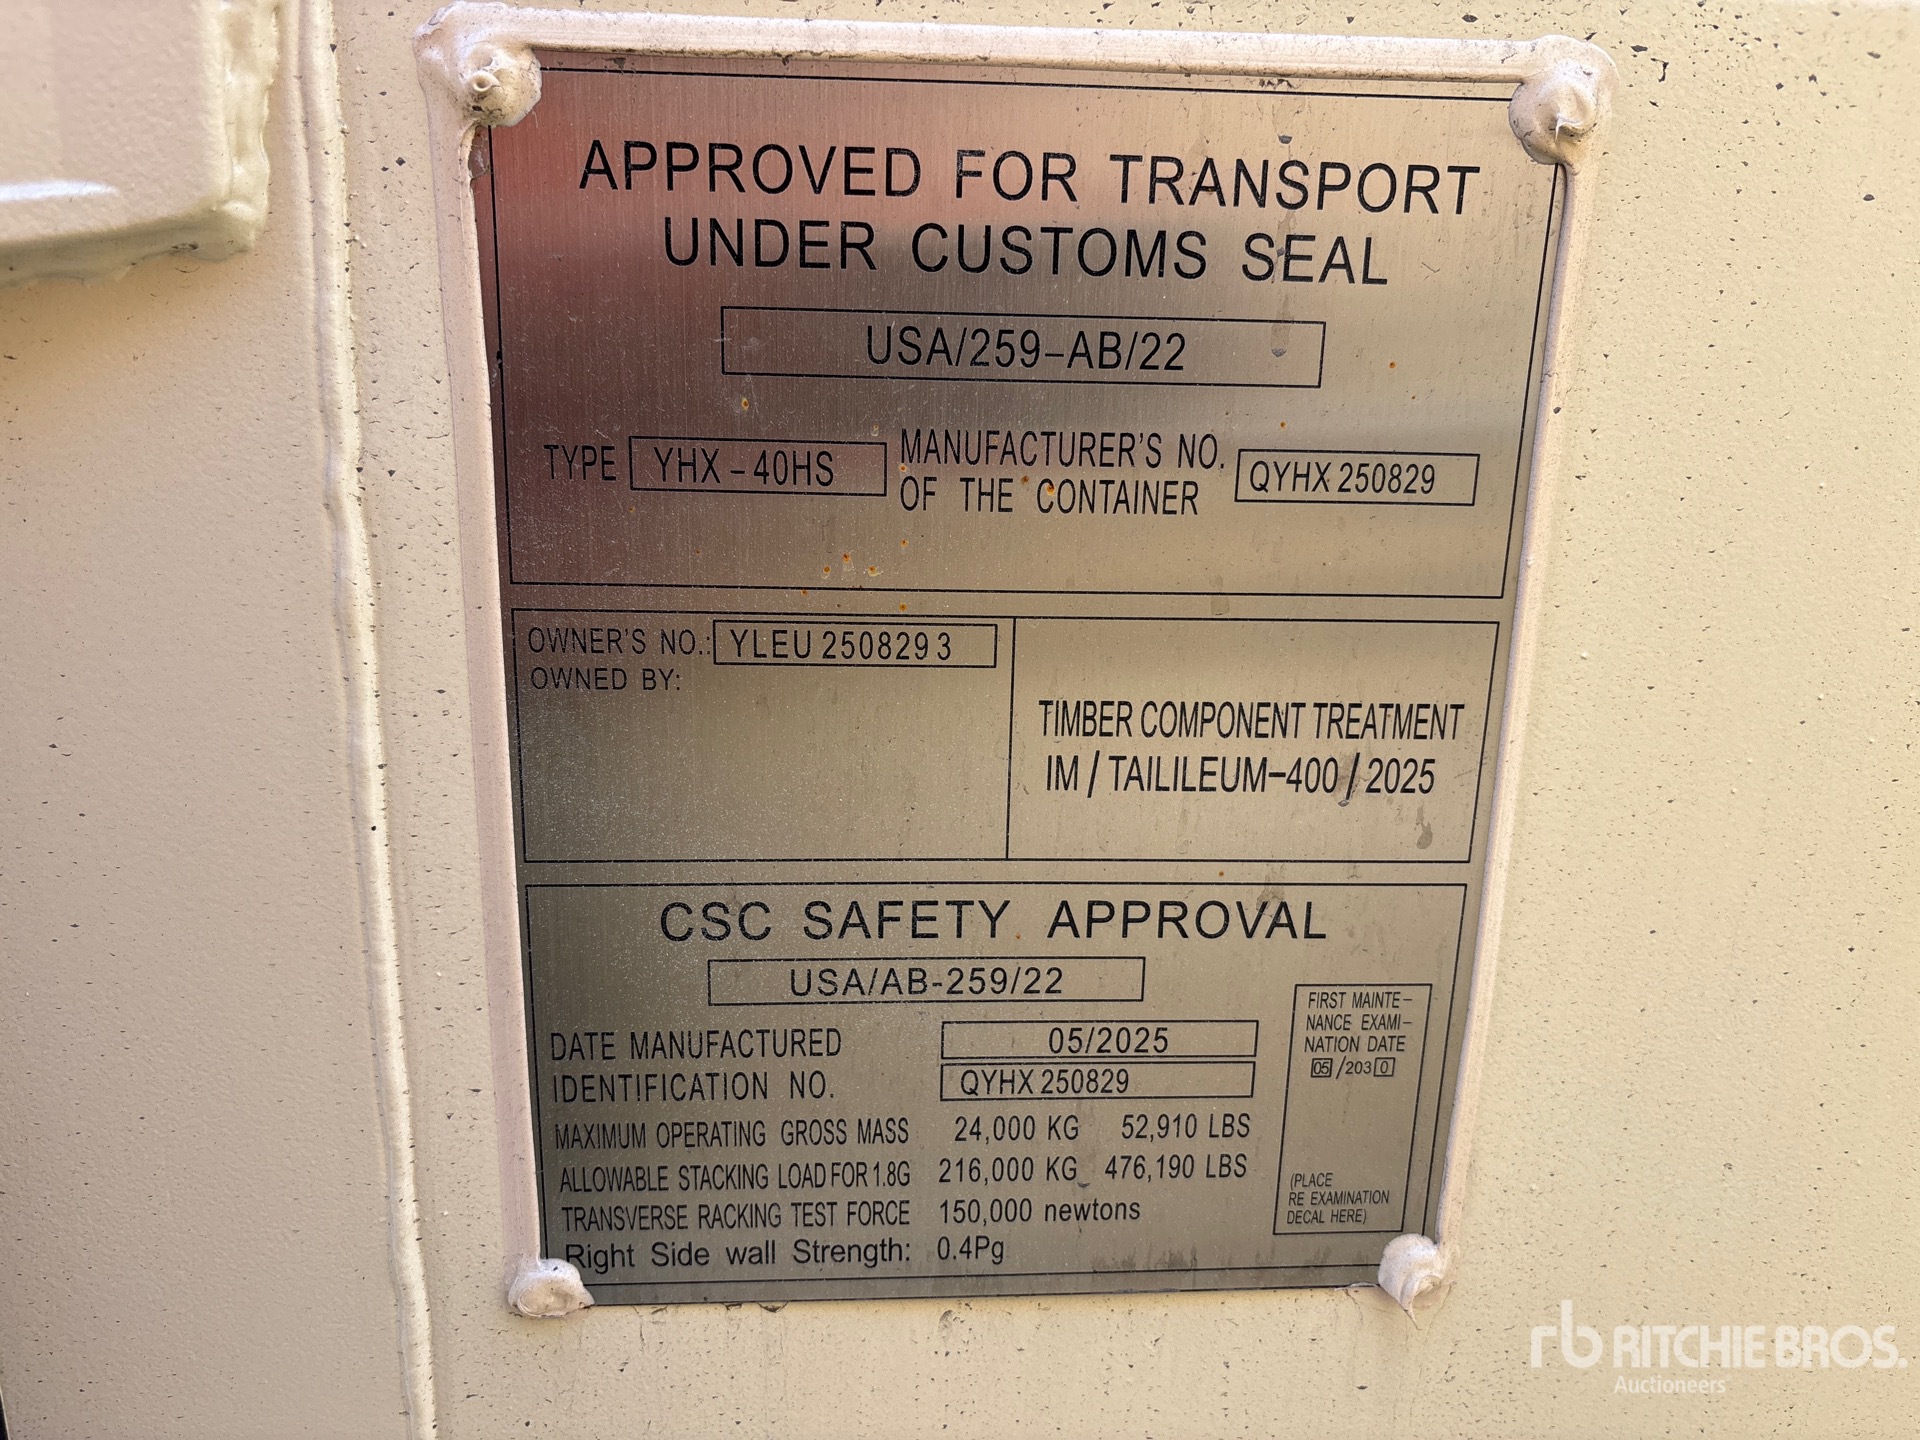 APPROVED FOR TRANSPORT
UNDER CUSTOMS SEAL
USA/259-AB/22
TYPE YHX-40HS MANUFACTURER'S NO.
OF THE CONTAINER QYHX 250829
OWNER'S NO.: YLEU 250829 3
OWNED BY:
TIMBER COMPONENT TREATMENT
IM / TAILILEUM-400 / 2025
CSC SAFETY APPROVAL
USA/AB-259/22
DATE MANUFACTURED 05/2025
IDENTIFICATION NO. QYHX 250829
MAXIMUM OPERATING GROSS MASS 24,000 KG 52,910 LBS
ALLOWABLE STACKING LOAD FOR 1.8G 216,000 KG 476,190 LBS
TRANSVERSE RACKING TEST FORCE 150,000 newtons
Right Side wall Strength: 0.4Pg
FIRST MAINTE-
NANCE EXAMI-
NATION DATE
05/2030
(PLACE
RE EXAMINATION
DECAL HERE)
rb RITCHIE BROS.
Auctioneers